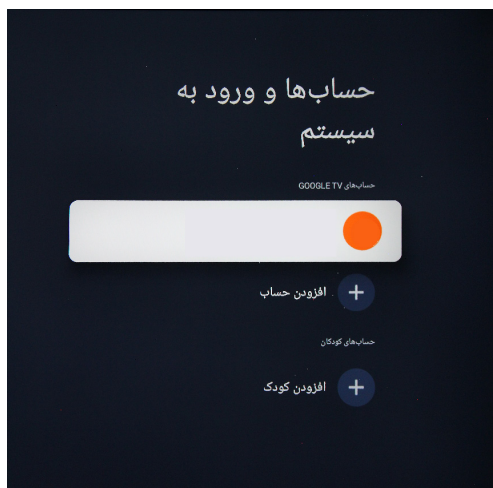 حساب‌ها و ورود به
سیستم
حساب‌های GOOGLE TV
افزودن حساب
حساب‌های کودکان
افزودن کودک